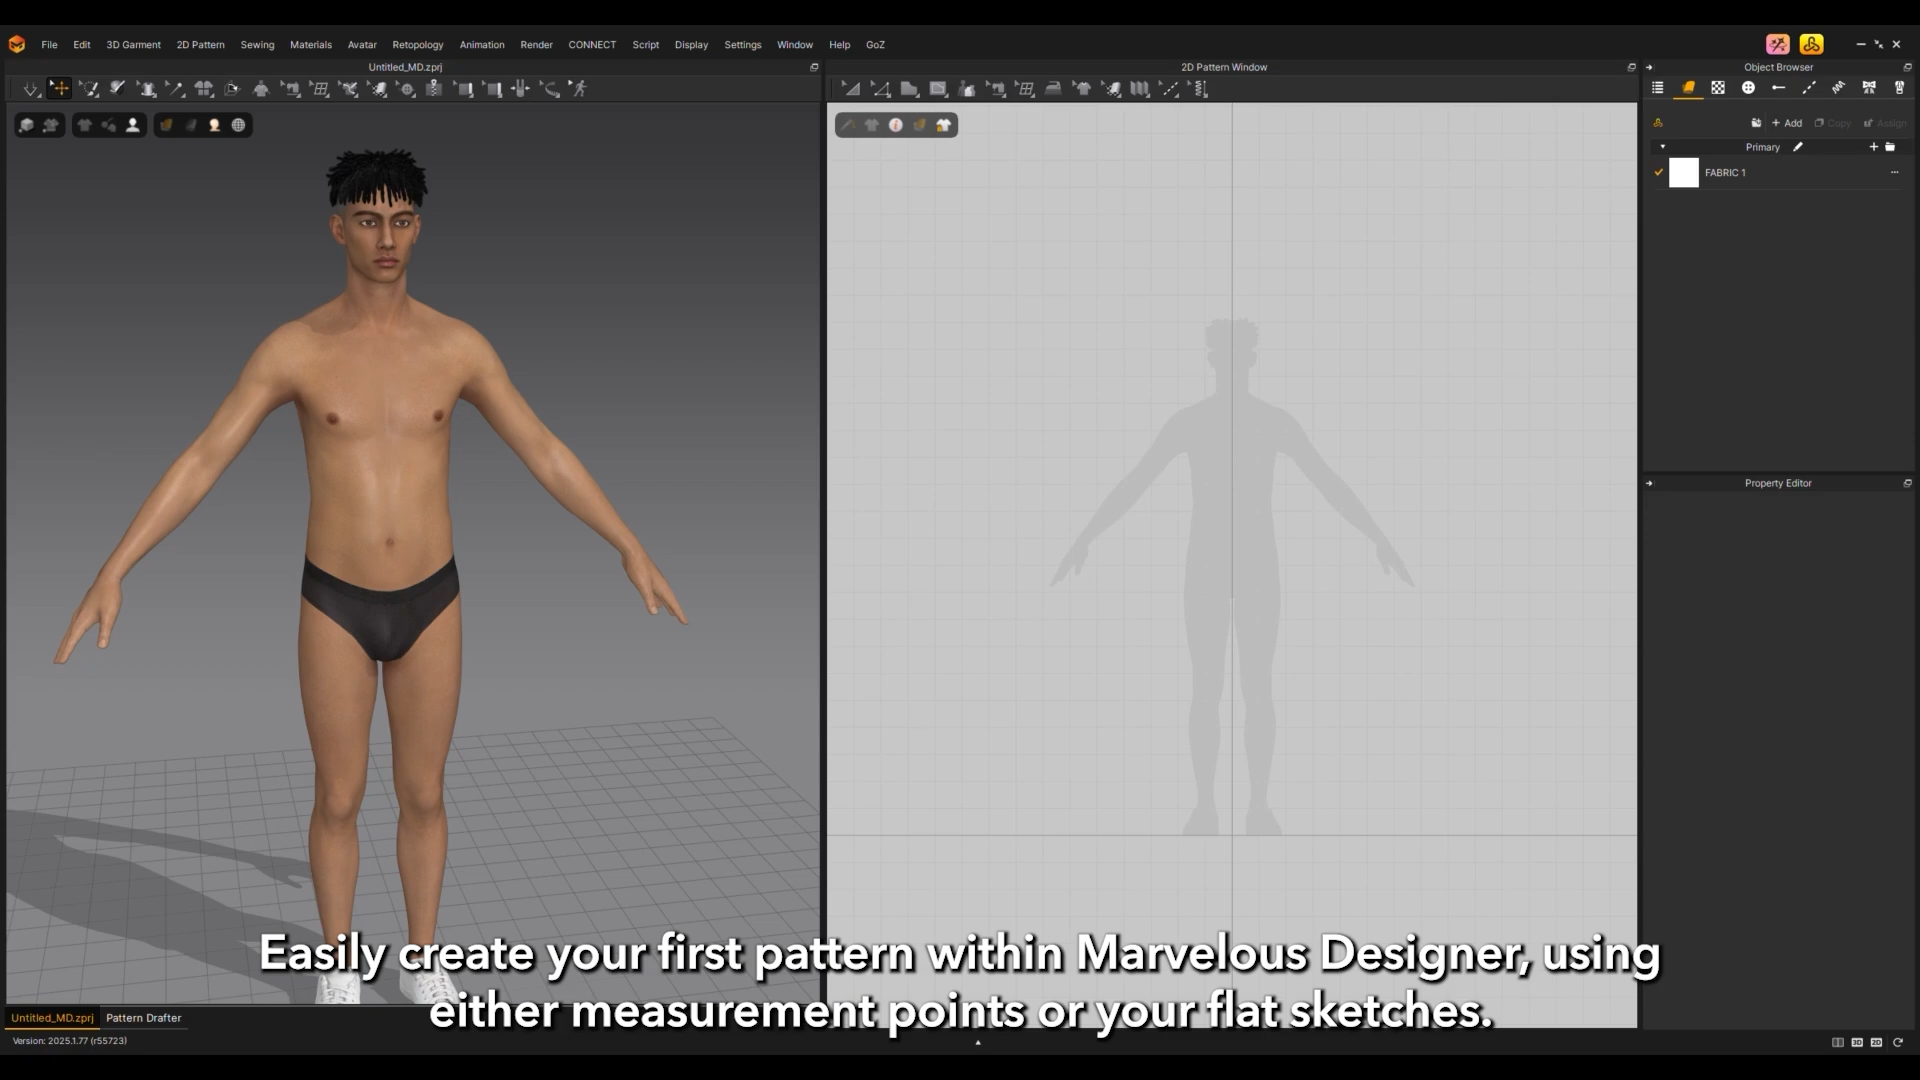 File Edit 3D Garment 2D Pattern Sewing Materials Avatar Retopology Animation Render CONNECT Script Display Settings Window Help GoZ
Untitled_MD.zprj
2D Pattern Window
Object Browser
+ Add Copy Assign
Primary
FABRIC 1
Property Editor
Easily create your first pattern within Marvelous Designer, using
either measurement points or your flat sketches.
Untitled_MD.zprj Pattern Drafter
Version: 2025.1.77 (r55723)
3D 2D